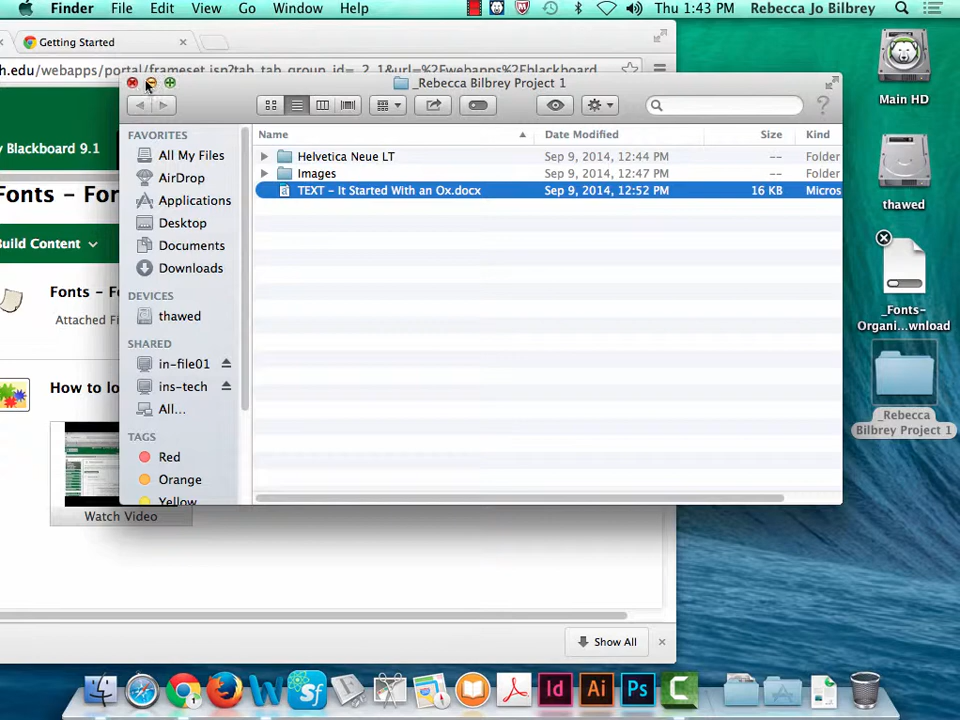 Finder File Edit View Go Window Help Thu 1:43 PM Rebecca Jo Bilbrey
Getting Started
h.edu/webapps/portal/frameset.jsp?tab_tab_group_id=_2_1&url=%2Fwebapps%2Fblackboard
y Blackboard 9.1
Fonts - Fo
Build Content
Fonts - F
Attached Fi
How to lo
Watch Video
_Rebecca Bilbrey Project 1
FAVORITES
All My Files
AirDrop
Applications
Desktop
Documents
Downloads
DEVICES
thawed
SHARED
in-file01
ins-tech
All...
TAGS
Red
Orange
Yellow
Name Date Modified Size Kind
Helvetica Neue LT Sep 9, 2014, 12:44 PM -- Folder
Images Sep 9, 2014, 12:47 PM -- Folder
TEXT – It Started With an Ox.docx Sep 9, 2014, 12:52 PM 16 KB Micros
Main HD
thawed
_Fonts-
Organi...wnload
_Rebecca
Bilbrey Project 1
Show All
W Sf Id Ai Ps C